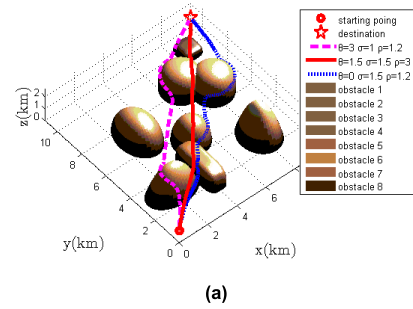 starting poing
destination
θ=3 σ=1 ρ=1.2
θ=1.5 σ=1.5 ρ=3
θ=0 σ=1.5 ρ=1.2
obstacle 1
obstacle 2
obstacle 3
obstacle 4
obstacle 5
obstacle 6
obstacle 7
obstacle 8
z(km)
2
1
0
10
8
6
4
2
0
y(km)
0
2
4
6
x(km)
(a)